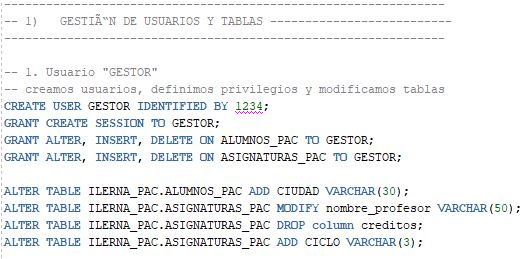 --------------------------------------------------------------
-- 1)   GESTIÃ“N DE USUARIOS Y TABLAS --------------------------
--------------------------------------------------------------
-- 1. Usuario "GESTOR"
-- creamos usuarios, definimos privilegios y modificamos tablas
CREATE USER GESTOR IDENTIFIED BY 1234;
GRANT CREATE SESSION TO GESTOR;
GRANT ALTER, INSERT, DELETE ON ALUMNOS_PAC TO GESTOR;
GRANT ALTER, INSERT, DELETE ON ASIGNATURAS_PAC TO GESTOR;
ALTER TABLE ILERNA_PAC.ALUMNOS_PAC ADD CIUDAD VARCHAR(30);
ALTER TABLE ILERNA_PAC.ASIGNATURAS_PAC MODIFY nombre_profesor VARCHAR(50);
ALTER TABLE ILERNA_PAC.ASIGNATURAS_PAC DROP column creditos;
ALTER TABLE ILERNA_PAC.ASIGNATURAS_PAC ADD CICLO VARCHAR(3);